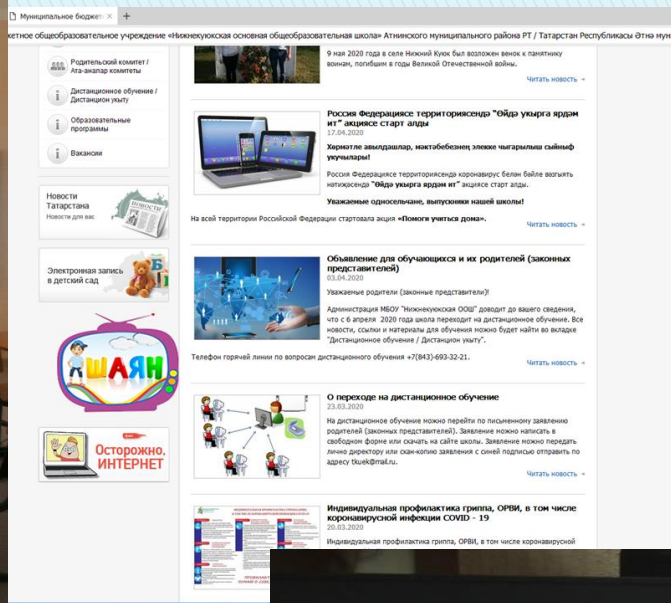 Муниципальное бюджет
жетное общеобразовательное учреждение «Нижнекуюкская основная общеобразовательная школа» Атнинского муниципального района РТ / Татарстан Республикасы Әтнә мун
Родительский комитет /
Ата-аналар комитеты
Дистанционное обучение /
Дистанцион укыту
Образовательные
программы
Вакансии
Новости
Татарстана
Новости для вас
НОВОСТИ
Электронная запись
в детский сад
ШАЯН
Осторожно,
ИНТЕРНЕТ
9 мая 2020 года в селе Нижний Куюк был возложен венок к памятнику
воинам, погибшим в годы Великой Отечественной войны.
Читать новость
Россия Федерациясе территориясендә "Өйдә укырга ярдәм
ит" акциясе старт алды
17.04.2020
Хөрмәтле авылдашлар, мәктәбебезнең элекке чыгарылыш сыйныф
укучылары!
Россия Федерациясе территориясендә коронавирус белән бәйле вазгыять
нәтиҗәсендә "Өйдә укырга ярдәм ит" акциясе старт алды.
Уважаемые односельчане, выпускники нашей школы!
На всей территории Российской Федерации стартовала акция «Помоги учиться дома».
Читать новость
Объявление для обучающихся и их родителей (законных
представителей)
03.04.2020
Уважаемые родители (законные представители)!
Администрация МБОУ "Нижнекуюкская ООШ" доводит до вашего сведения,
что с 6 апреля 2020 года школа переходит на дистанционное обучение. Все
новости, ссылки и материалы для обучения можно будет найти во вкладке
"Дистанционное обучение / Дистанцион укыту".
Телефон горячей линии по вопросам дистанционного обучения +7(843)-693-32-21.
Читать новость
О переходе на дистанционное обучение
23.03.2020
На дистанционное обучение можно перейти по письменному заявлению
родителей (законных представителей). Заявление можно написать в
свободном форме или скачать на сайте школы. Заявление можно передать
лично директору или скан-копию заявления с синей подписью отправить по
адресу tkuek@mail.ru.
Читать новость
Индивидуальная профилактика гриппа, ОРВИ, в том числе
коронавирусной инфекции COVID - 19
20.03.2020
Индивидуальная профилактика гриппа, ОРВИ, в том числе коронавирусной